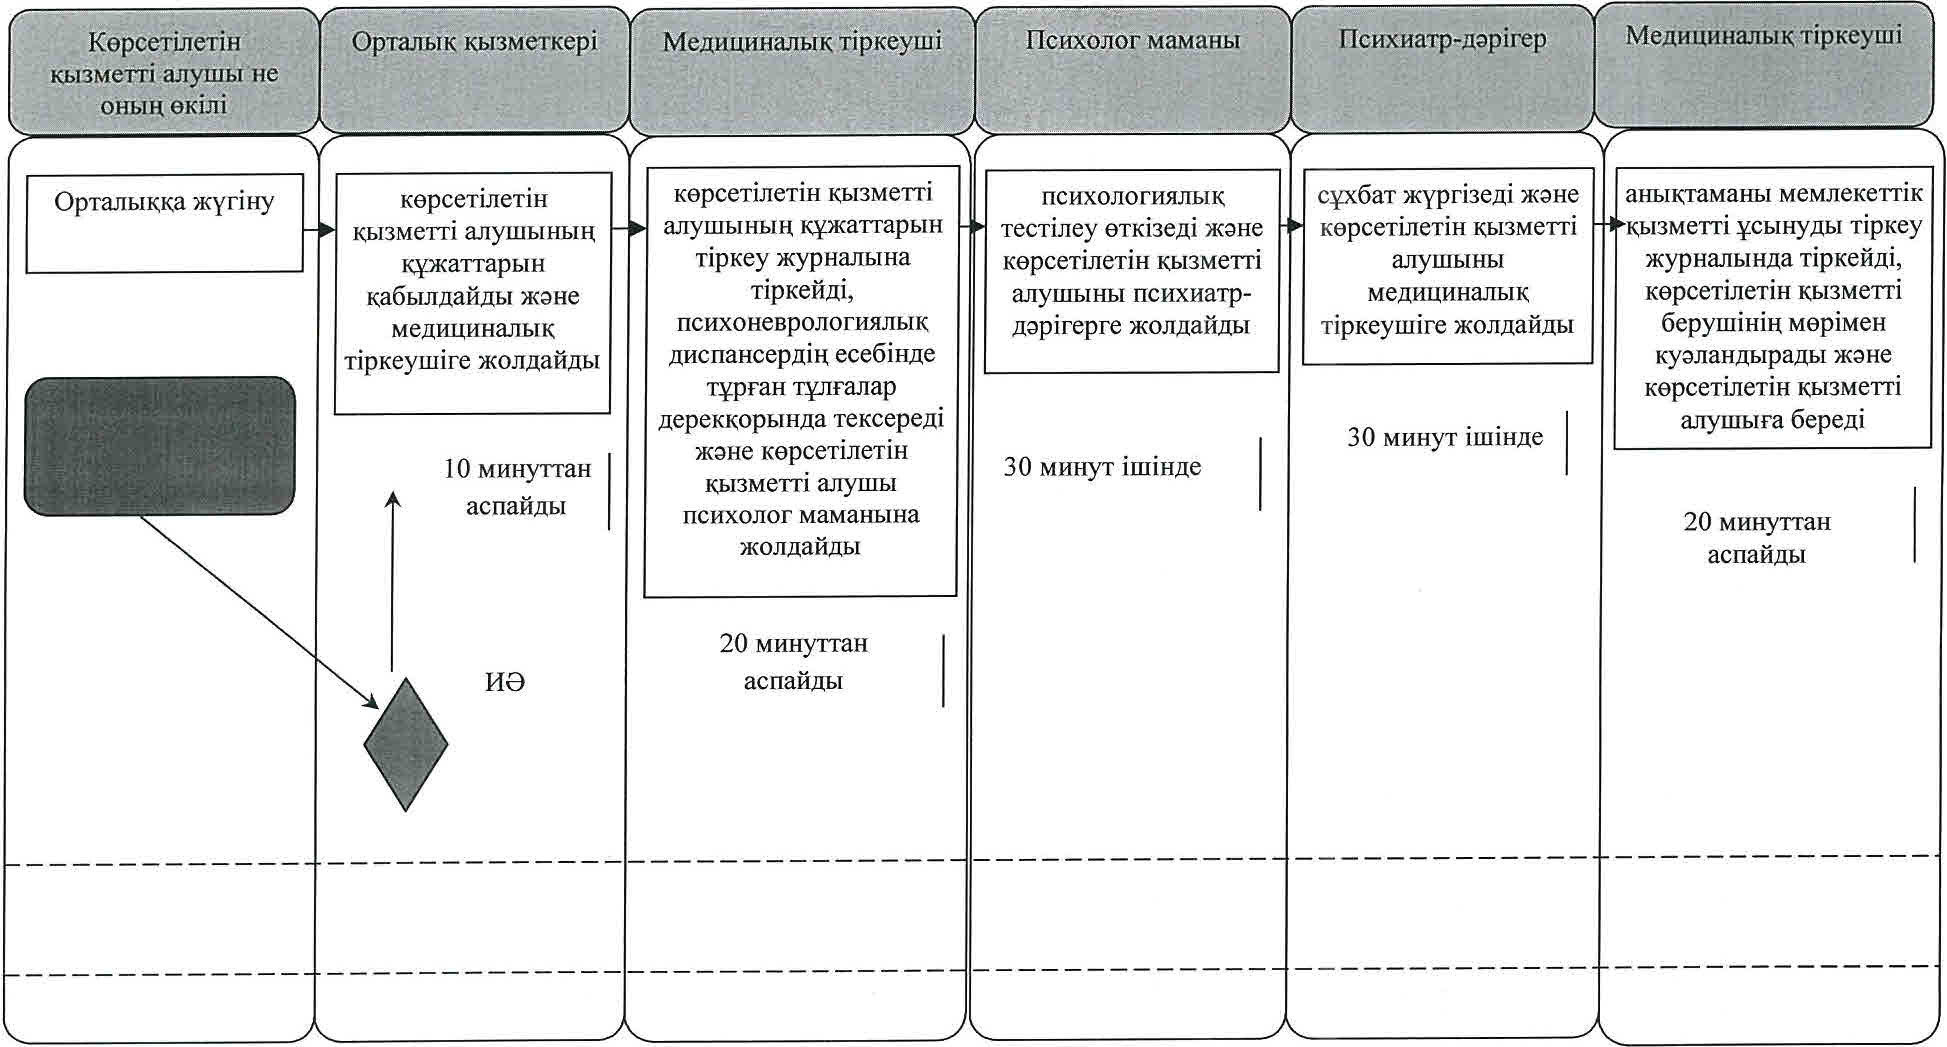 Көрсетілетін
қызметті алушы не
оның өкілі
Орталық қызметкері
Медициналық тіркеуші
Психолог маманы
Психиатр-дәрігер
Медициналық тіркеуші
Орталыққа жүгіну
көрсетілетін
қызметті алушының
құжаттарын
қабылдайды және
медициналық
тіркеушіге жолдайды
10 минуттан
аспайды
ИӘ
көрсетілетін қызметті
алушының құжаттарын
тіркеу журналына
тіркейді,
психоневрологиялық
диспансердің есебінде
тұрған тұлғалар
дерекқорында тексереді
және көрсетілетін
қызметті алушы
психолог маманына
жолдайды
20 минуттан
аспайды
психологиялық
тестілеу өткізеді және
көрсетілетін қызметті
алушыны психиатр-
дәрігерге жолдайды
30 минут ішінде
сұхбат жүргізеді және
көрсетілетін қызметті
алушыны
медициналық
тіркеушіге жолдайды
30 минут ішінде
анықтаманы мемлекеттік
қызметті ұсынуды тіркеу
журналында тіркейді,
көрсетілетін қызметті
берушінің мөрімен
куәландырады және
көрсетілетін қызметті
алушыға береді
20 минуттан
аспайды